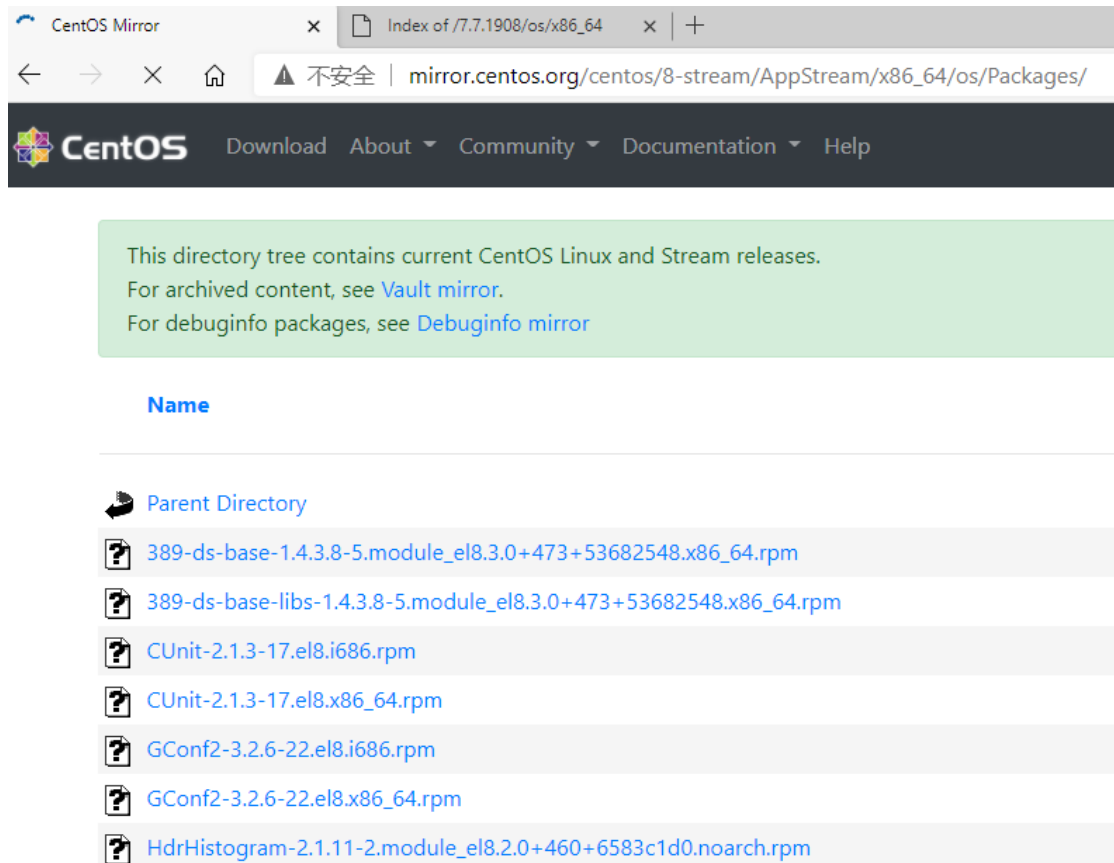 CentOS Mirror
Index of /7.7.1908/os/x86_64
不安全 mirror.centos.org/centos/8-stream/AppStream/x86_64/os/Packages/
CentOS Download About Community Documentation Help
This directory tree contains current CentOS Linux and Stream releases.
For archived content, see Vault mirror.
For debuginfo packages, see Debuginfo mirror
Name
Parent Directory
389-ds-base-1.4.3.8-5.module_el8.3.0+473+53682548.x86_64.rpm
389-ds-base-libs-1.4.3.8-5.module_el8.3.0+473+53682548.x86_64.rpm
CUnit-2.1.3-17.el8.i686.rpm
CUnit-2.1.3-17.el8.x86_64.rpm
GConf2-3.2.6-22.el8.i686.rpm
GConf2-3.2.6-22.el8.x86_64.rpm
HdrHistogram-2.1.11-2.module_el8.2.0+460+6583c1d0.noarch.rpm